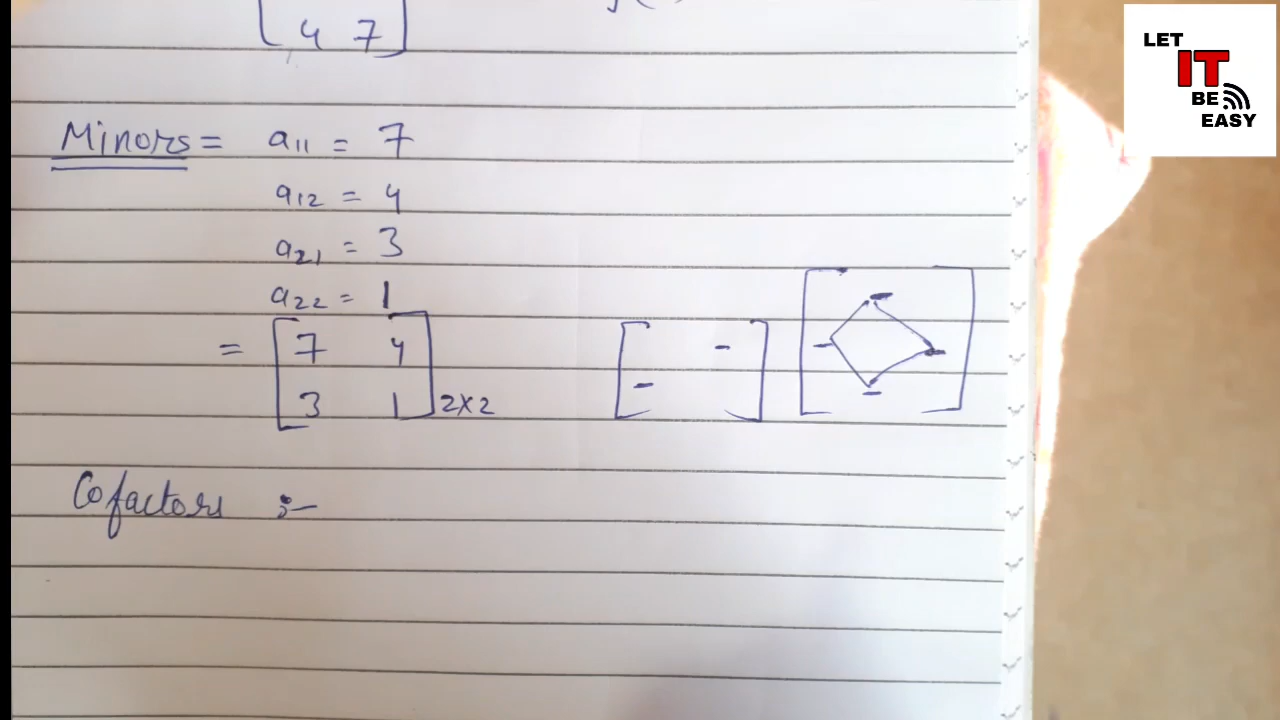 4 7
LET
IT
BE
EASY
Minors = a11 = 7
a12 = 4
a21 = 3
a22 = 1
= [ 7 4
3 1 ] 2x2
[ -
- ]
[ -
- -
- ]
Cofactors :-